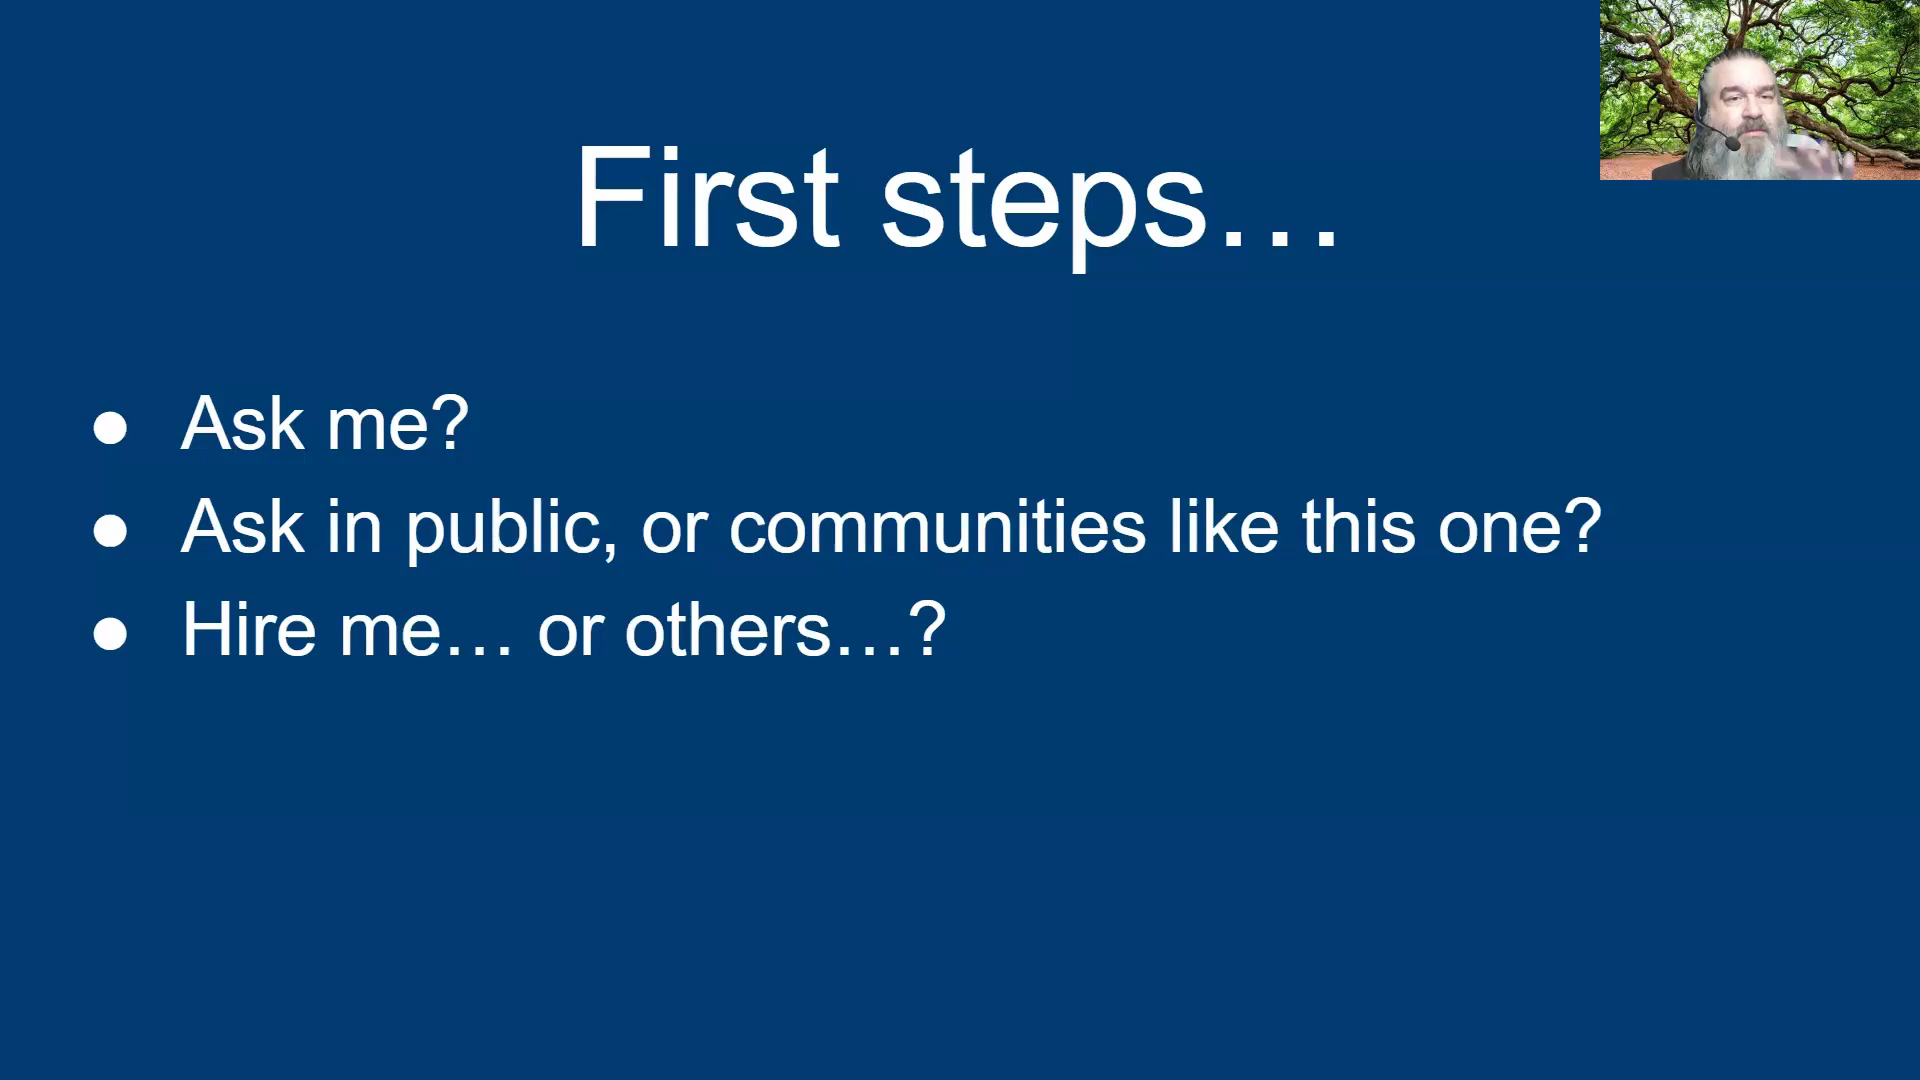 First steps…
● Ask me?
● Ask in public, or communities like this one?
● Hire me… or others…?